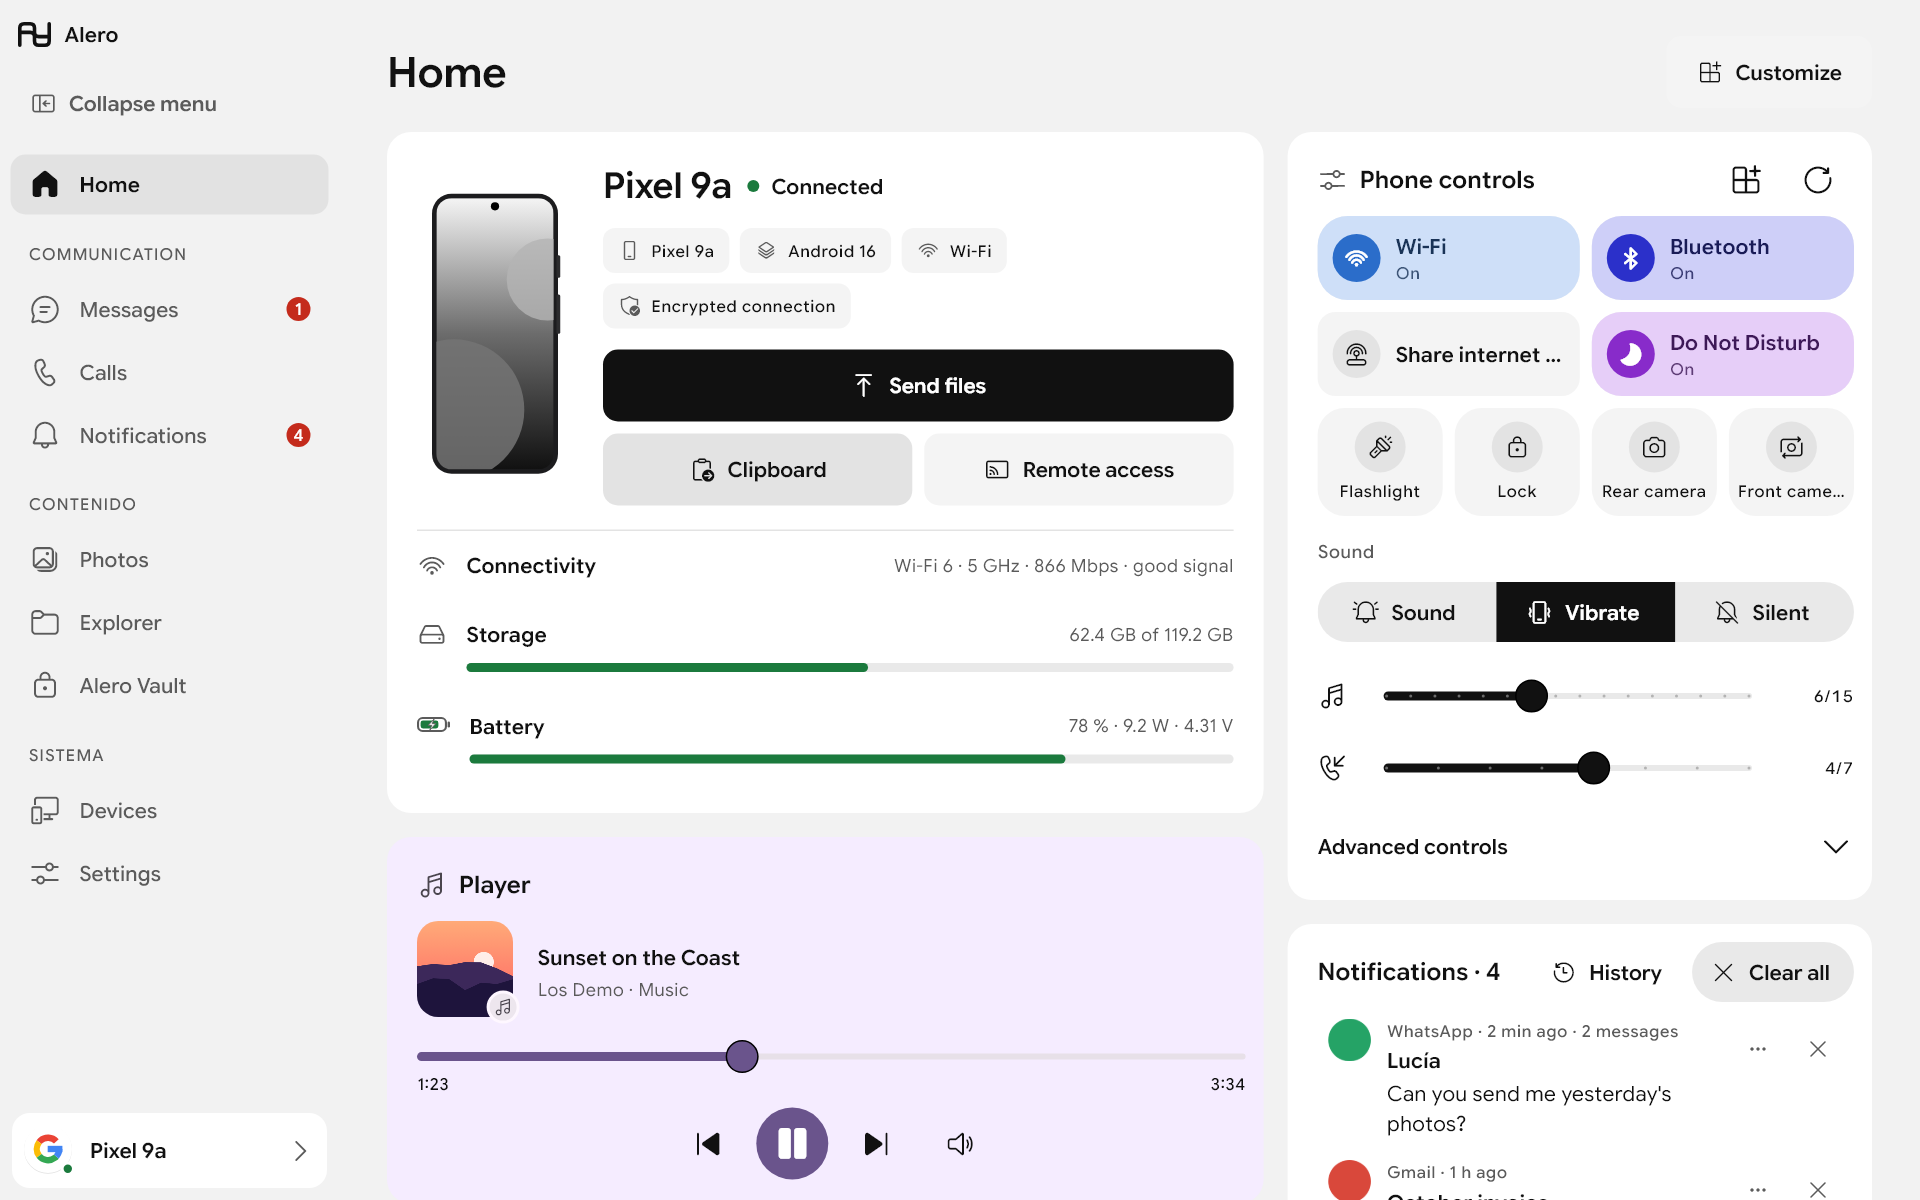 Alero
Collapse menu
Home
COMMUNICATION
Messages
1
Calls
Notifications
4
CONTENIDO
Photos
Explorer
Alero Vault
SISTEMA
Devices
Settings
Pixel 9a
Home
Customize
Pixel 9a
Connected
Pixel 9a
Android 16
Wi-Fi
Encrypted connection
Send files
Clipboard
Remote access
Connectivity
Wi-Fi 6 · 5 GHz · 866 Mbps · good signal
Storage
62.4 GB of 119.2 GB
Battery
78 % · 9.2 W · 4.31 V
Player
Sunset on the Coast
Los Demo · Music
1:23
3:34
Phone controls
Wi-Fi
On
Bluetooth
On
Share internet ...
Do Not Disturb
On
Flashlight
Lock
Rear camera
Front came...
Sound
Sound
Vibrate
Silent
6/15
4/7
Advanced controls
Notifications · 4
History
Clear all
WhatsApp · 2 min ago · 2 messages
Lucía
Can you send me yesterday's
photos?
Gmail · 1 h ago
October invoice